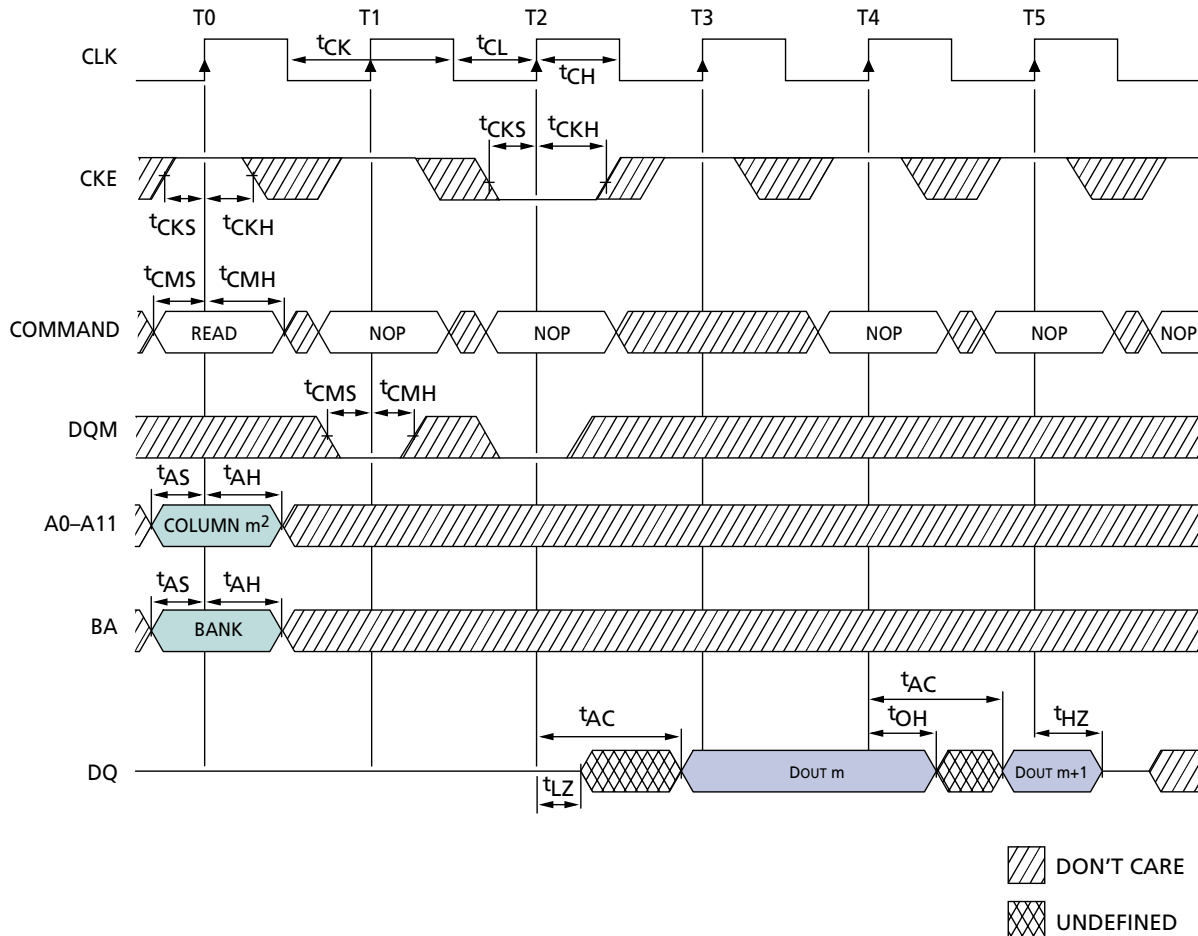 T0 T1 T2 T3 T4 T5
CLK
tCK
tCL
tCH
tCKS tCKH
CKE
tCKS tCKH
tCMS tCMH
COMMAND READ NOP NOP NOP NOP NOP
tCMS tCMH
DQM
tAS tAH
A0–A11 COLUMN m2
tAS tAH
BA BANK
tAC
tAC tOH tHZ
DQ DOUT m DOUT m+1
tLZ
DON'T CARE
UNDEFINED